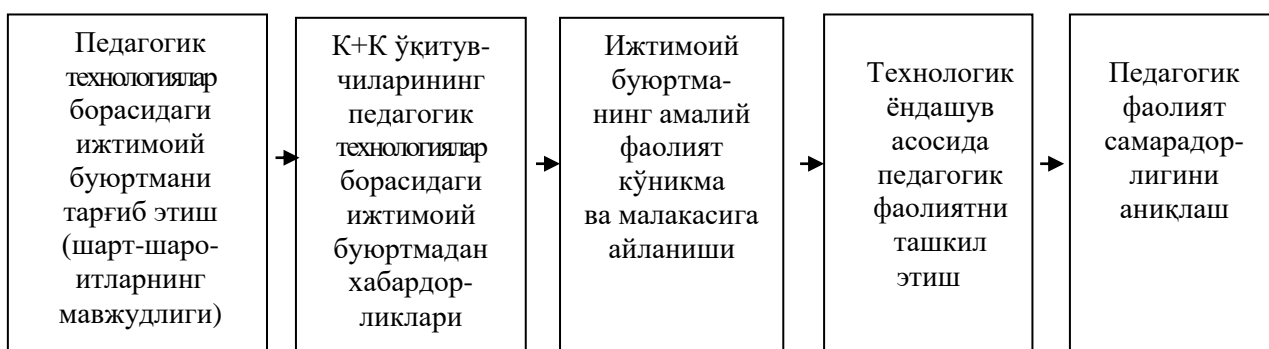 Педагогик
технологиялар
борасидаги
ижтимоий
буюртмани
тарғиб этиш
(шарт-шаро-
итларнинг
мавжудлиги)
К+К ўқитув-
чиларининг
педагогик
технологиялар
борасидаги
ижтимоий
буюртмадан
хабардор-
ликлари
Ижтимоий
буюртма-
нинг амалий
фаолият
кўникма
ва малакасига
айланиши
Технологик
ёндашув
асосида
педагогик
фаолиятни
ташкил
этиш
Педагогик
фаолият
самарадор-
лигини
аниқлаш